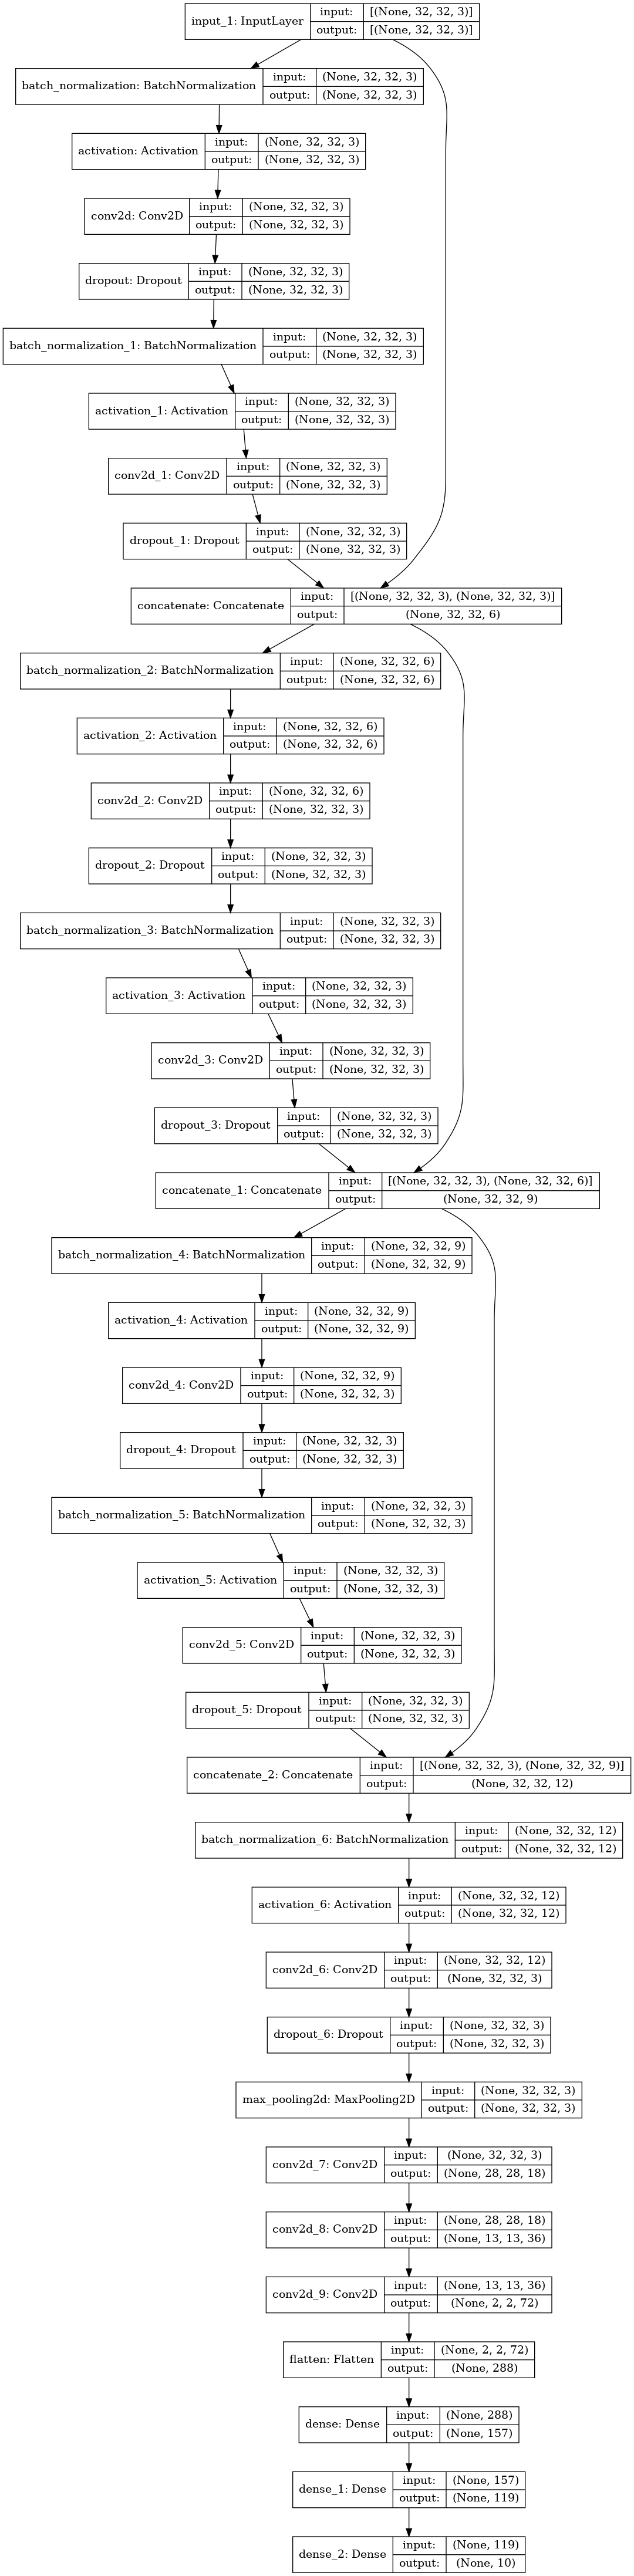 input_1: InputLayer
input: [(None, 32, 32, 3)]
output: [(None, 32, 32, 3)]
batch_normalization: BatchNormalization
input: (None, 32, 32, 3)
output: (None, 32, 32, 3)
activation: Activation
input: (None, 32, 32, 3)
output: (None, 32, 32, 3)
conv2d: Conv2D
input: (None, 32, 32, 3)
output: (None, 32, 32, 3)
dropout: Dropout
input: (None, 32, 32, 3)
output: (None, 32, 32, 3)
batch_normalization_1: BatchNormalization
input: (None, 32, 32, 3)
output: (None, 32, 32, 3)
activation_1: Activation
input: (None, 32, 32, 3)
output: (None, 32, 32, 3)
conv2d_1: Conv2D
input: (None, 32, 32, 3)
output: (None, 32, 32, 3)
dropout_1: Dropout
input: (None, 32, 32, 3)
output: (None, 32, 32, 3)
concatenate: Concatenate
input: [(None, 32, 32, 3), (None, 32, 32, 3)]
output: (None, 32, 32, 6)
batch_normalization_2: BatchNormalization
input: (None, 32, 32, 6)
output: (None, 32, 32, 6)
activation_2: Activation
input: (None, 32, 32, 6)
output: (None, 32, 32, 6)
conv2d_2: Conv2D
input: (None, 32, 32, 6)
output: (None, 32, 32, 3)
dropout_2: Dropout
input: (None, 32, 32, 3)
output: (None, 32, 32, 3)
batch_normalization_3: BatchNormalization
input: (None, 32, 32, 3)
output: (None, 32, 32, 3)
activation_3: Activation
input: (None, 32, 32, 3)
output: (None, 32, 32, 3)
conv2d_3: Conv2D
input: (None, 32, 32, 3)
output: (None, 32, 32, 3)
dropout_3: Dropout
input: (None, 32, 32, 3)
output: (None, 32, 32, 3)
concatenate_1: Concatenate
input: [(None, 32, 32, 3), (None, 32, 32, 6)]
output: (None, 32, 32, 9)
batch_normalization_4: BatchNormalization
input: (None, 32, 32, 9)
output: (None, 32, 32, 9)
activation_4: Activation
input: (None, 32, 32, 9)
output: (None, 32, 32, 9)
conv2d_4: Conv2D
input: (None, 32, 32, 9)
output: (None, 32, 32, 3)
dropout_4: Dropout
input: (None, 32, 32, 3)
output: (None, 32, 32, 3)
batch_normalization_5: BatchNormalization
input: (None, 32, 32, 3)
output: (None, 32, 32, 3)
activation_5: Activation
input: (None, 32, 32, 3)
output: (None, 32, 32, 3)
conv2d_5: Conv2D
input: (None, 32, 32, 3)
output: (None, 32, 32, 3)
dropout_5: Dropout
input: (None, 32, 32, 3)
output: (None, 32, 32, 3)
concatenate_2: Concatenate
input: [(None, 32, 32, 3), (None, 32, 32, 9)]
output: (None, 32, 32, 12)
batch_normalization_6: BatchNormalization
input: (None, 32, 32, 12)
output: (None, 32, 32, 12)
activation_6: Activation
input: (None, 32, 32, 12)
output: (None, 32, 32, 12)
conv2d_6: Conv2D
input: (None, 32, 32, 12)
output: (None, 32, 32, 3)
dropout_6: Dropout
input: (None, 32, 32, 3)
output: (None, 32, 32, 3)
max_pooling2d: MaxPooling2D
input: (None, 32, 32, 3)
output: (None, 32, 32, 3)
conv2d_7: Conv2D
input: (None, 32, 32, 3)
output: (None, 28, 28, 18)
conv2d_8: Conv2D
input: (None, 28, 28, 18)
output: (None, 13, 13, 36)
conv2d_9: Conv2D
input: (None, 13, 13, 36)
output: (None, 2, 2, 72)
flatten: Flatten
input: (None, 2, 2, 72)
output: (None, 288)
dense: Dense
input: (None, 288)
output: (None, 157)
dense_1: Dense
input: (None, 157)
output: (None, 119)
dense_2: Dense
input: (None, 119)
output: (None, 10)